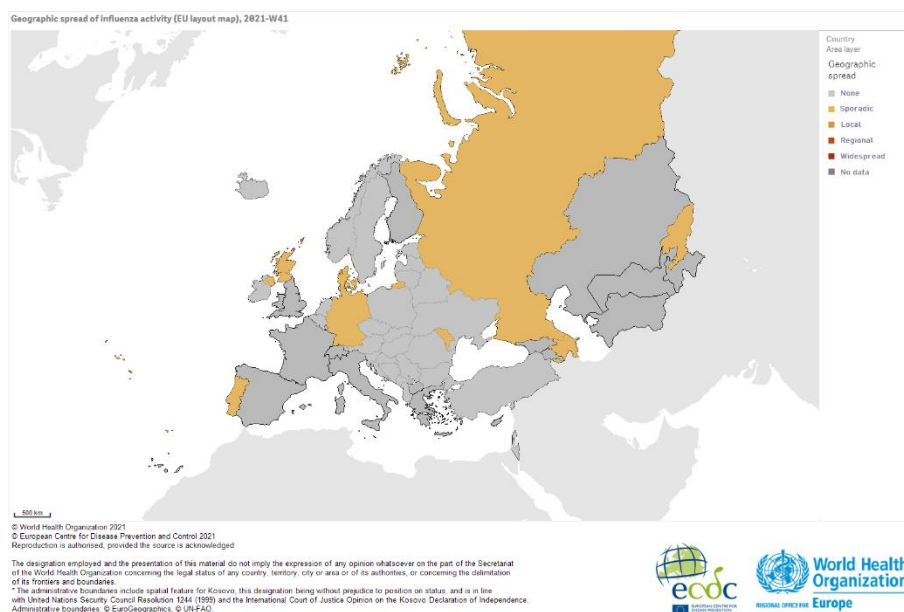 Geographic spread of influenza activity (EU layout map), 2021-W41
Country
Area layer
Geographic
spread
None
Sporadic
Local
Regional
Widespread
No data
500 km
© World Health Organization 2021
© European Centre for Disease Prevention and Control 2021
Reproduction is authorised, provided the source is acknowledged
The designation employed and the presentation of this material do not imply the expression of any opinion whatsoever on the part of the Secretariat
of the World Health Organization concerning the legal status of any country, territory, city or area or of its authorities, or concerning the delimitation
of its frontiers and boundaries.
* The administrative boundaries include spatial feature for Kosovo, this designation being without prejudice to position on status, and is in line
with United Nations Security Council Resolution 1244 (1999) and the International Court of Justice Opinion on the Kosovo Declaration of Independence.
Administrative boundaries: © EuroGeographics, © UN-FAO.
ecdc
EUROPEAN CENTRE FOR
DISEASE PREVENTION
AND CONTROL
World Health
Organization
REGIONAL OFFICE FOR Europe